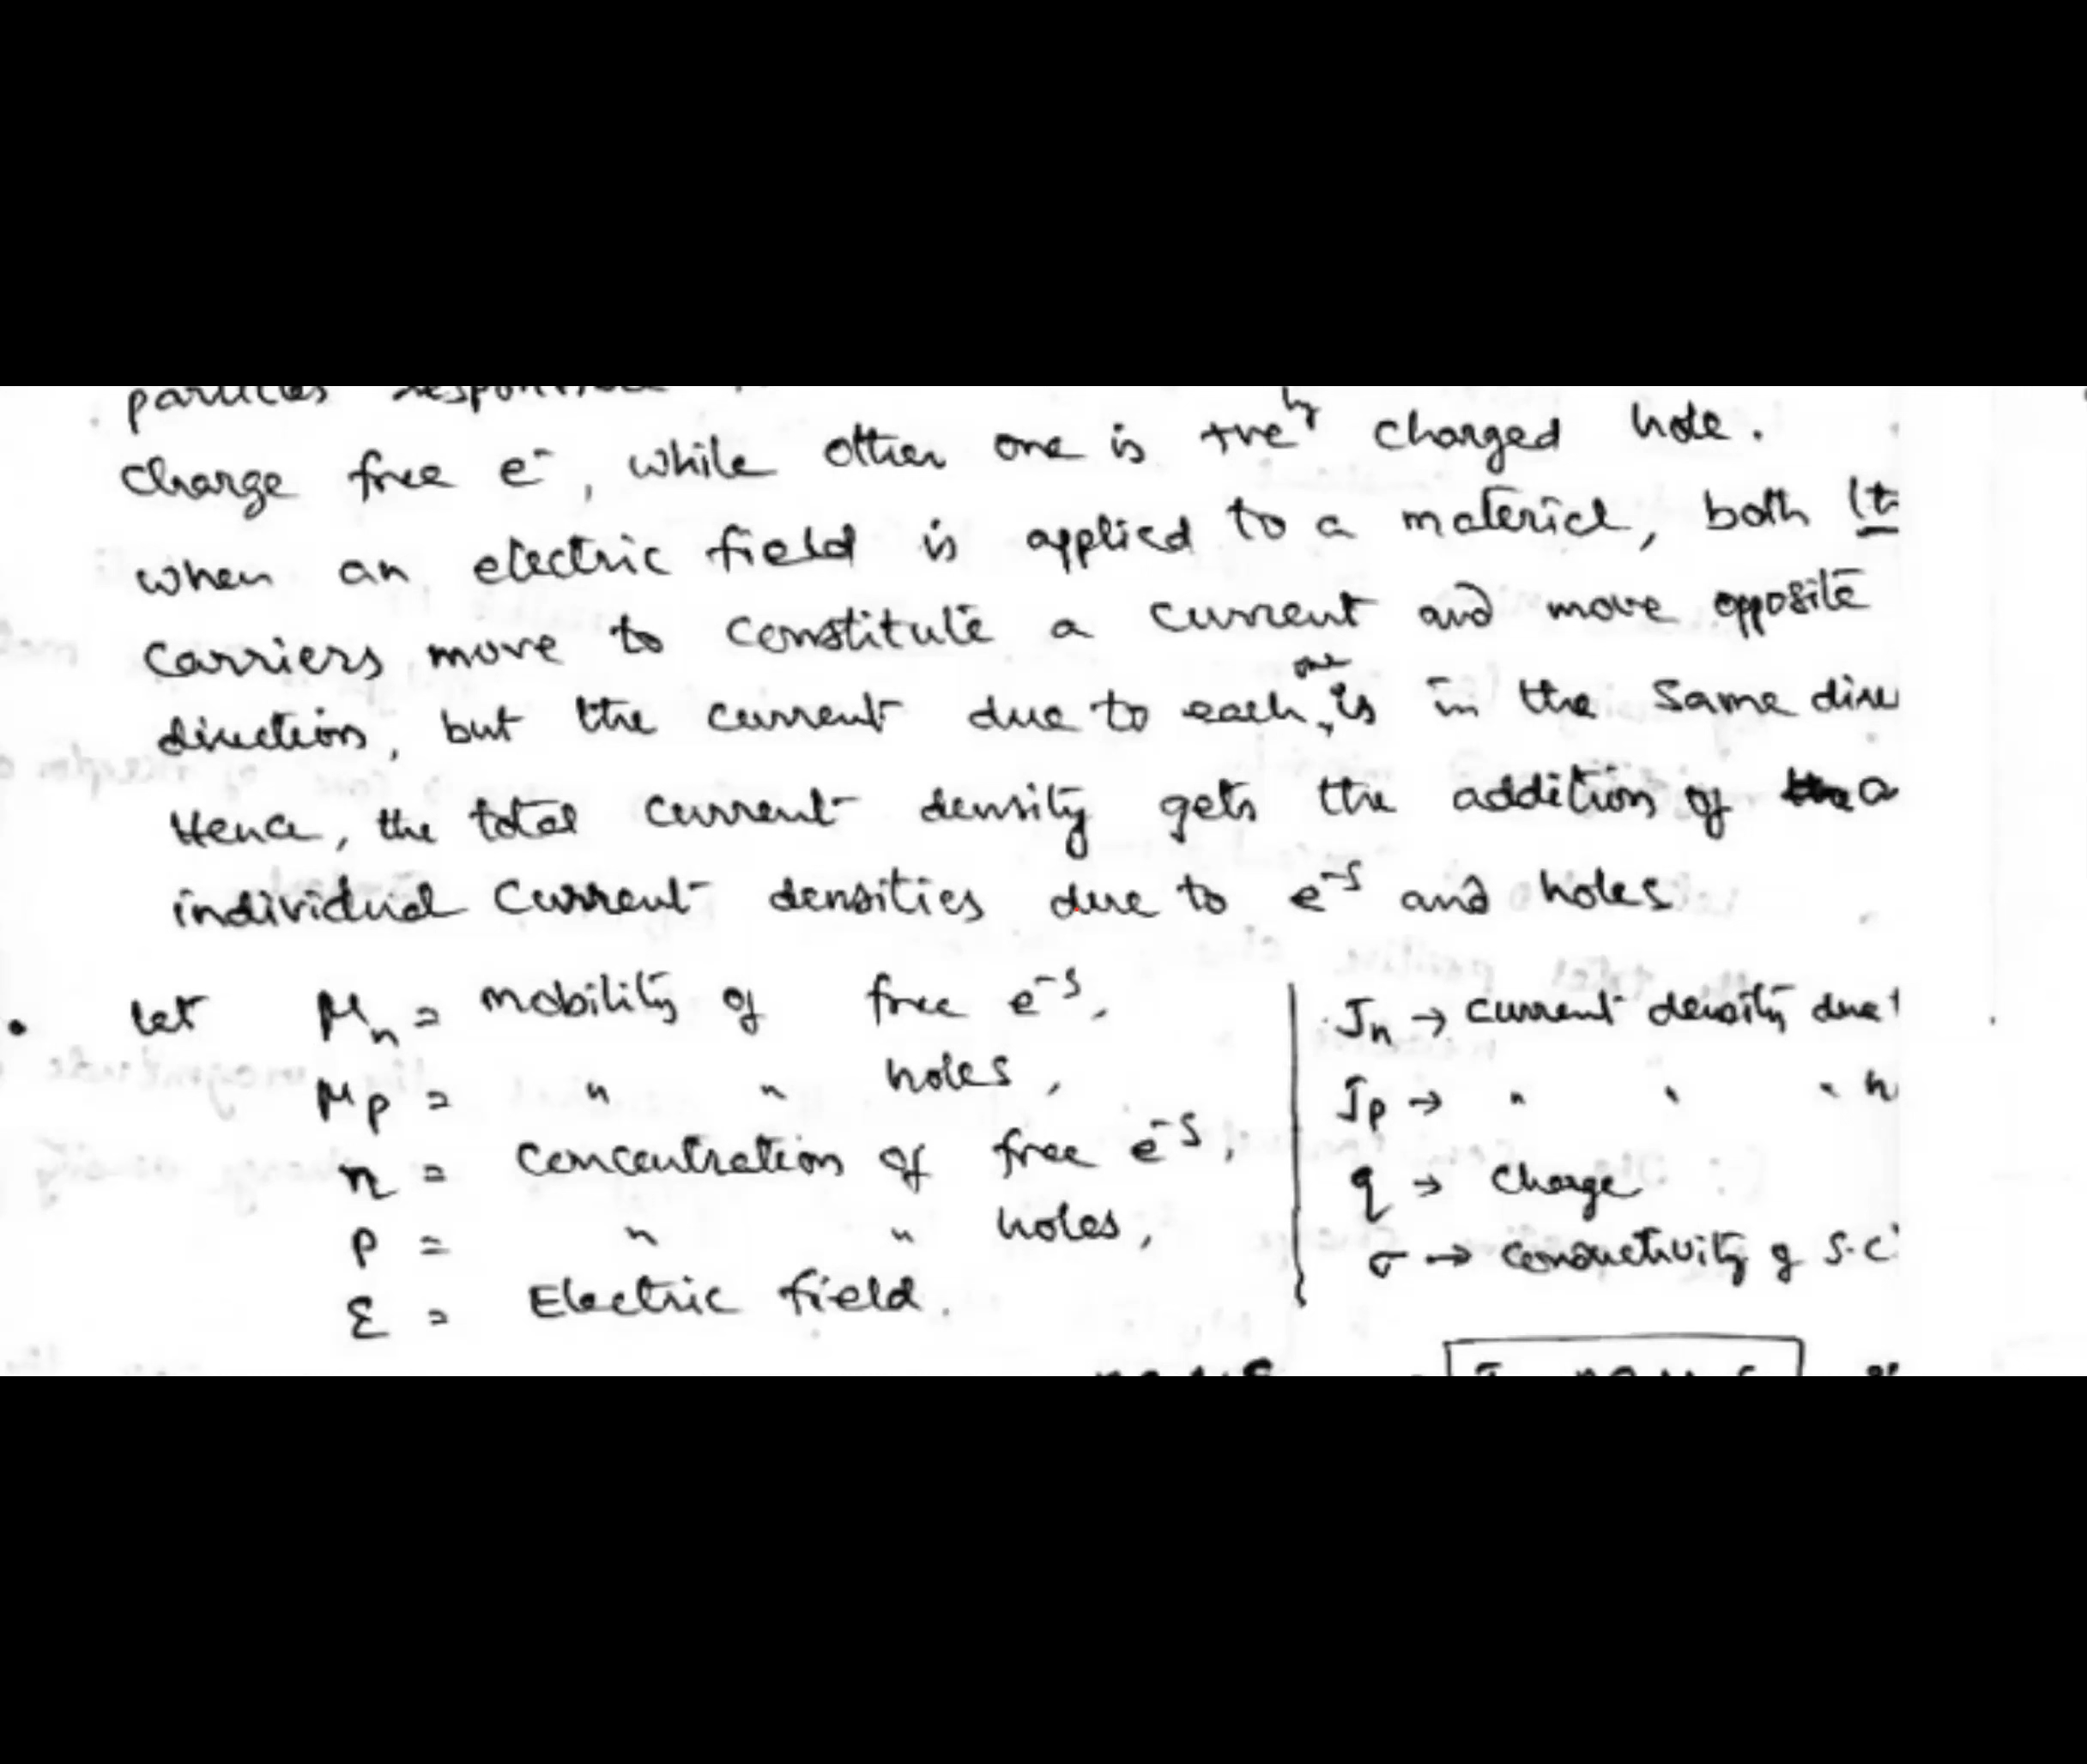 particles
charge free e⁻, while other one is +vely charged hole.
when an electric field is applied to a material, both
carriers move to constitute a current and move opposite
direction, but the current due to each one is in the same dire
Hence, the total current density gets the addition of
individual current densities due to e⁻s and holes
• let μn = mobility of free e⁻s,
μp = " " holes,
n = concentration of free e⁻s,
p = " " holes,
Ɛ = Electric field.
Jn → current density due t
Jp → " " " h
q → charge
σ → conductivity of S.C